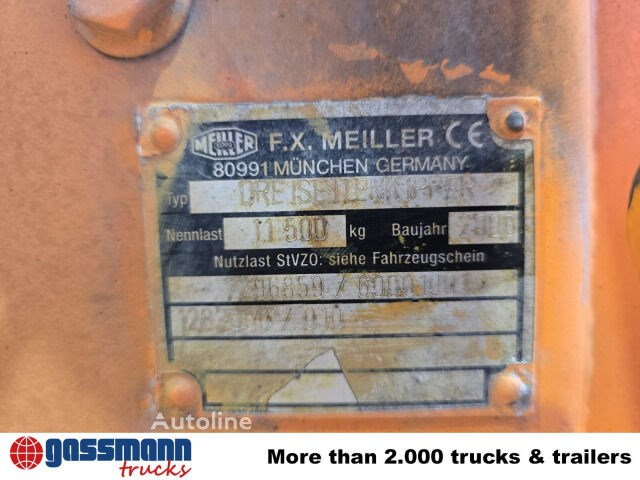 MEILLER F.X. MEILLER CE
80991 MÜNCHEN GERMANY
Typ DREISEITENKIPPER
Nennlast 11 500 kg Baujahr
Nutzlast StVZO: siehe Fahrzeugschein
Autoline
gassmann
trucks
More than 2.000 trucks & trailers